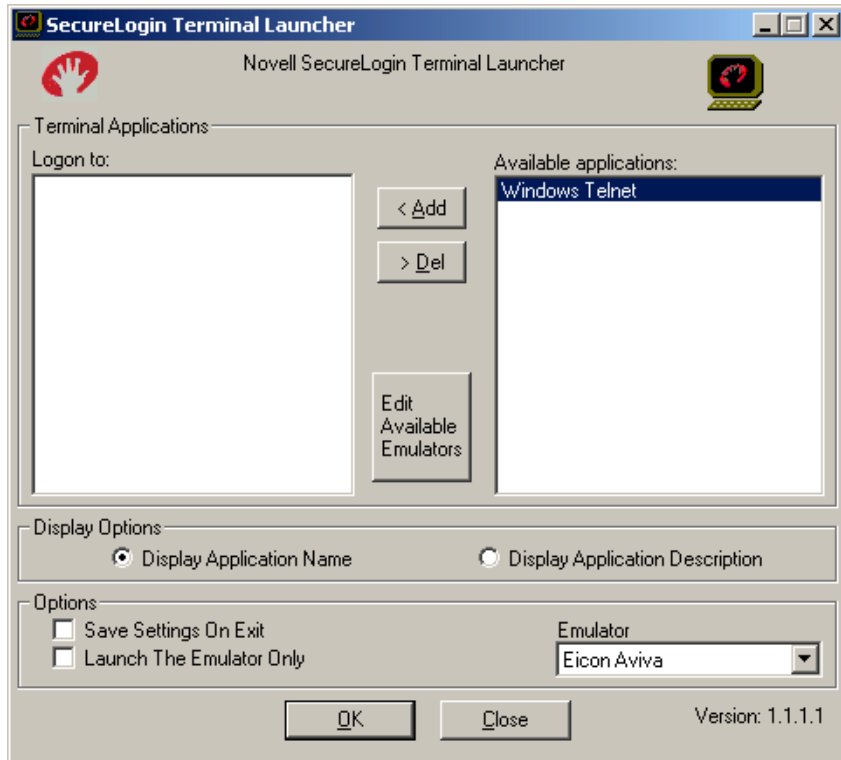 SecureLogin Terminal Launcher
Novell SecureLogin Terminal Launcher
Terminal Applications
Logon to:
Available applications:
Windows Telnet
< Add
> Del
Edit
Available
Emulators
Display Options
Display Application Name
Display Application Description
Options
Save Settings On Exit
Launch The Emulator Only
Emulator
Eicon Aviva
OK
Close
Version: 1.1.1.1